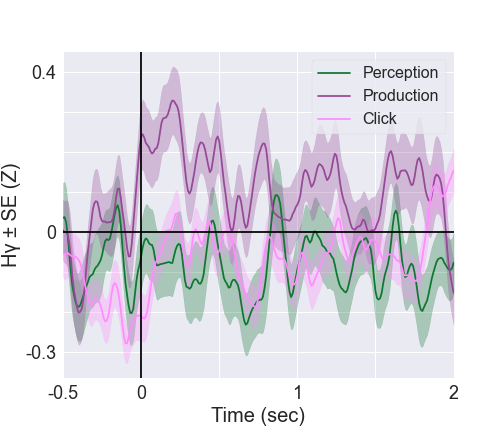 Perception
Production
Click
0.4
0
-0.3
Hγ ± SE (Z)
-0.5 0 1 2
Time (sec)